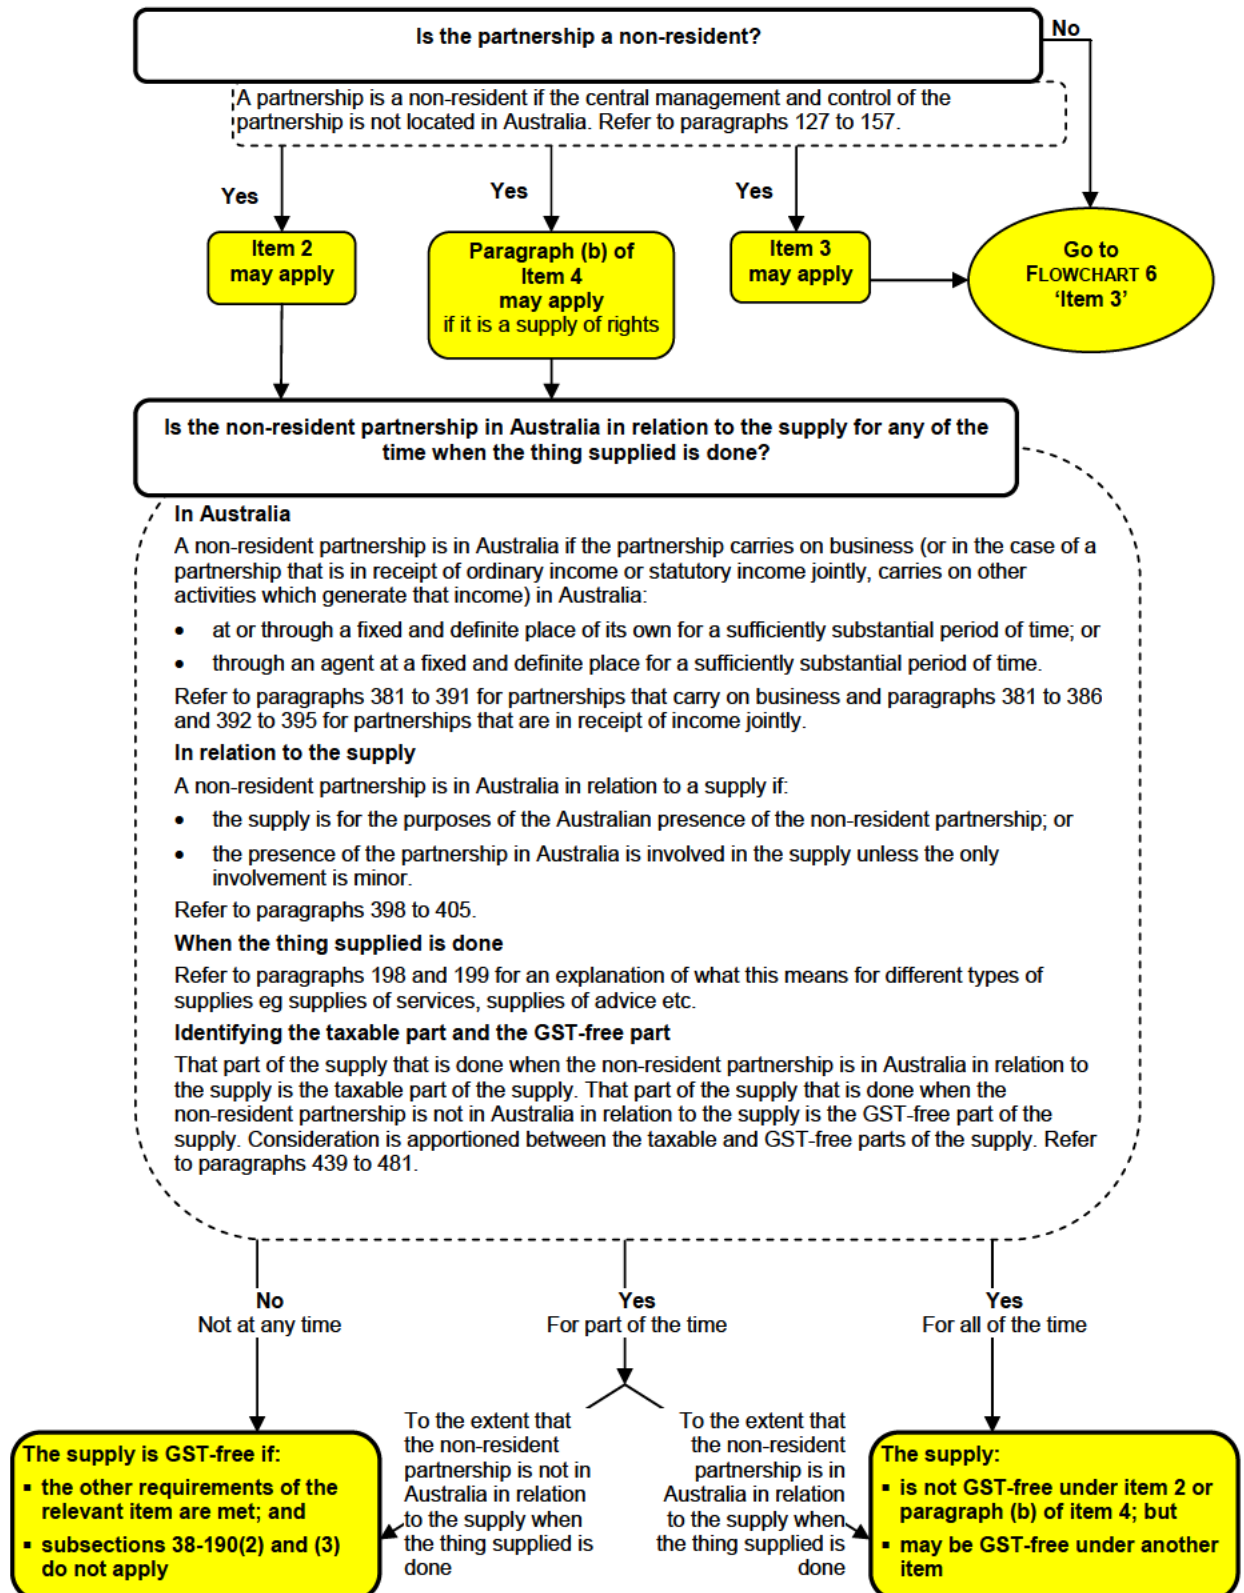 Is the partnership a non-resident?
No
A partnership is a non-resident if the central management and control of the
partnership is not located in Australia. Refer to paragraphs 127 to 157.
Yes
Yes
Yes
Item 2
may apply
Paragraph (b) of
Item 4
may apply
if it is a supply of rights
Item 3
may apply
Go to
FLOWCHART 6
‘Item 3’
Is the non-resident partnership in Australia in relation to the supply for any of the
time when the thing supplied is done?
In Australia
A non-resident partnership is in Australia if the partnership carries on business (or in the case of a
partnership that is in receipt of ordinary income or statutory income jointly, carries on other
activities which generate that income) in Australia:
• at or through a fixed and definite place of its own for a sufficiently substantial period of time; or
• through an agent at a fixed and definite place for a sufficiently substantial period of time.
Refer to paragraphs 381 to 391 for partnerships that carry on business and paragraphs 381 to 386
and 392 to 395 for partnerships that are in receipt of income jointly.
In relation to the supply
A non-resident partnership is in Australia in relation to a supply if:
• the supply is for the purposes of the Australian presence of the non-resident partnership; or
• the presence of the partnership in Australia is involved in the supply unless the only
involvement is minor.
Refer to paragraphs 398 to 405.
When the thing supplied is done
Refer to paragraphs 198 and 199 for an explanation of what this means for different types of
supplies eg supplies of services, supplies of advice etc.
Identifying the taxable part and the GST-free part
That part of the supply that is done when the non-resident partnership is in Australia in relation to
the supply is the taxable part of the supply. That part of the supply that is done when the
non-resident partnership is not in Australia in relation to the supply is the GST-free part of the
supply. Consideration is apportioned between the taxable and GST-free parts of the supply. Refer
to paragraphs 439 to 481.
No
Not at any time
Yes
For part of the time
Yes
For all of the time
The supply is GST-free if:
▪ the other requirements of the
relevant item are met; and
▪ subsections 38-190(2) and (3)
do not apply
To the extent that
the non-resident
partnership is not in
Australia in relation
to the supply when
the thing supplied is
done
To the extent that
the non-resident
partnership is in
Australia in relation
to the supply when
the thing supplied is
done
The supply:
▪ is not GST-free under item 2 or
paragraph (b) of item 4; but
▪ may be GST-free under another
item